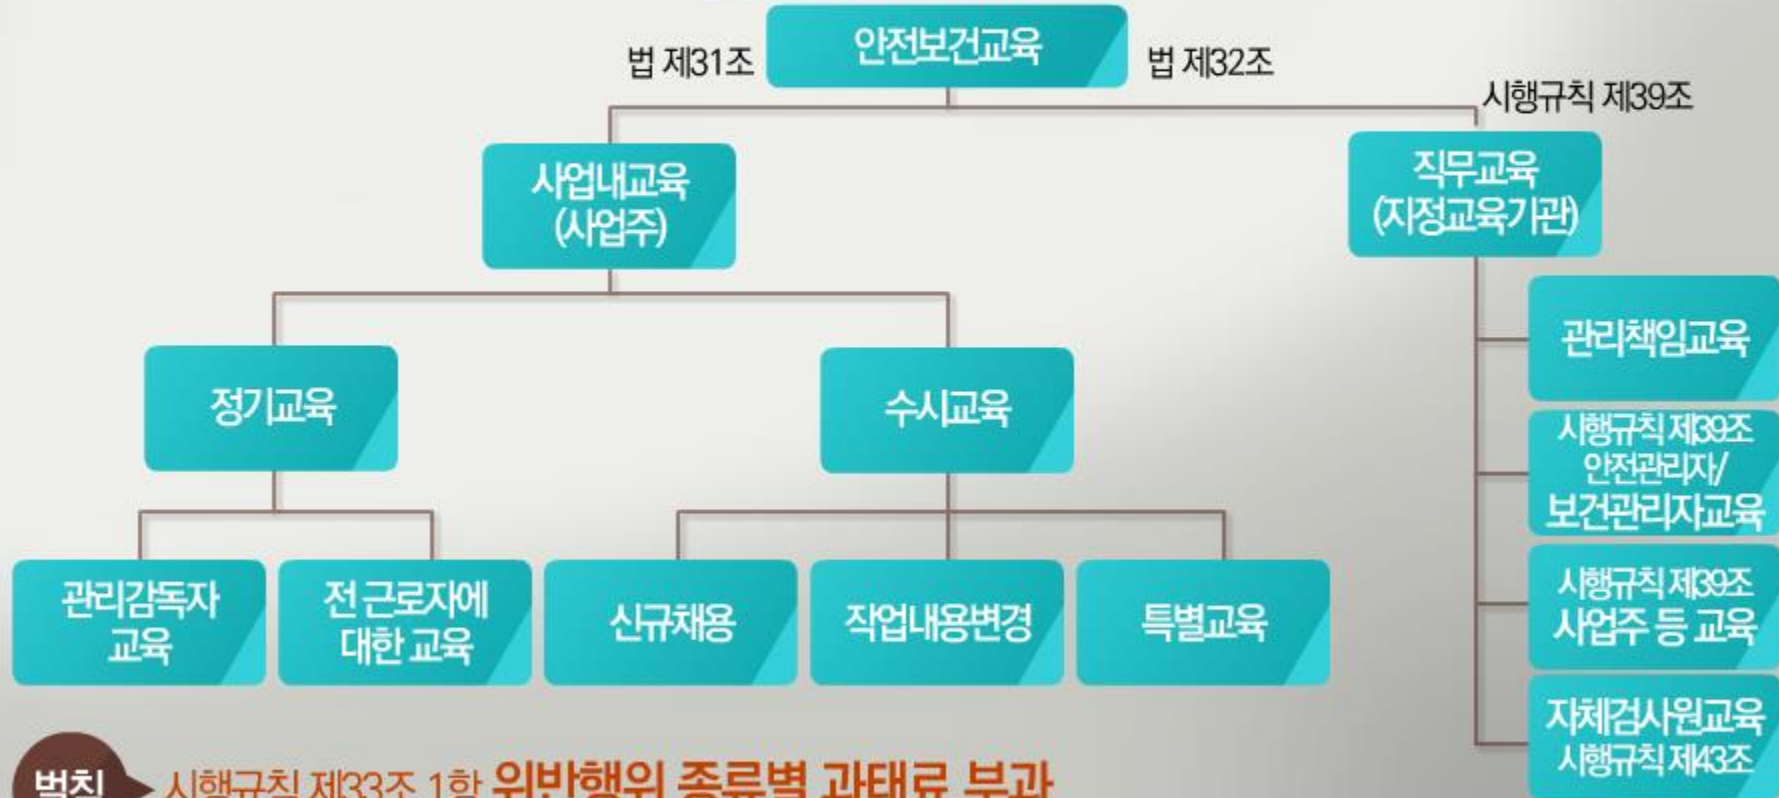 안전보건교육
법 제31조
법 제32조
시행규칙 제39조
사업내교육
(사업주)
직무교육
(지정교육기관)
관리책임교육
정기교육
수시교육
시행규칙 제39조
안전관리자/
보건관리자교육
관리감독자
교육
전 근로자에
대한 교육
신규채용
작업내용변경
특별교육
시행규칙 제39조
사업주 등 교육
자체검사원교육
시행규칙 제43조
벌칙
시행규칙 제33조 1항 위반행위 종류별 과태료 부과